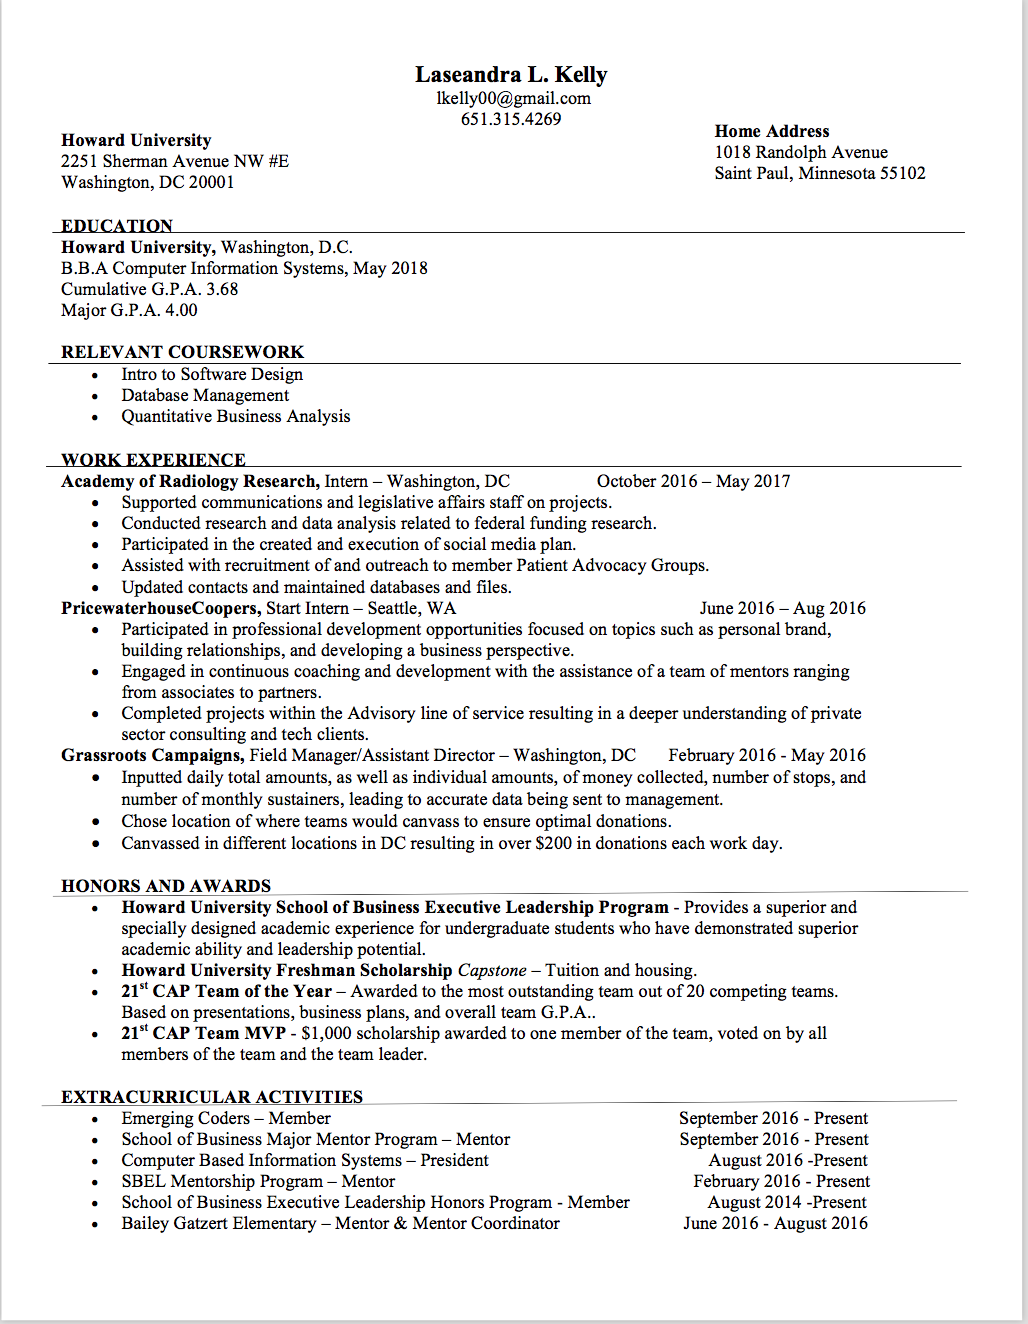 Laseandra L. Kelly
lkelly00@gmail.com
651.315.4269
Howard University
2251 Sherman Avenue NW #E
Washington, DC 20001
Home Address
1018 Randolph Avenue
Saint Paul, Minnesota 55102
EDUCATION
Howard University, Washington, D.C.
B.B.A Computer Information Systems, May 2018
Cumulative G.P.A. 3.68
Major G.P.A. 4.00
RELEVANT COURSEWORK
• Intro to Software Design
• Database Management
• Quantitative Business Analysis
WORK EXPERIENCE
Academy of Radiology Research, Intern – Washington, DC October 2016 – May 2017
• Supported communications and legislative affairs staff on projects.
• Conducted research and data analysis related to federal funding research.
• Participated in the created and execution of social media plan.
• Assisted with recruitment of and outreach to member Patient Advocacy Groups.
• Updated contacts and maintained databases and files.
PricewaterhouseCoopers, Start Intern – Seattle, WA June 2016 – Aug 2016
• Participated in professional development opportunities focused on topics such as personal brand,
building relationships, and developing a business perspective.
• Engaged in continuous coaching and development with the assistance of a team of mentors ranging
from associates to partners.
• Completed projects within the Advisory line of service resulting in a deeper understanding of private
sector consulting and tech clients.
Grassroots Campaigns, Field Manager/Assistant Director – Washington, DC February 2016 - May 2016
• Inputted daily total amounts, as well as individual amounts, of money collected, number of stops, and
number of monthly sustainers, leading to accurate data being sent to management.
• Chose location of where teams would canvass to ensure optimal donations.
• Canvassed in different locations in DC resulting in over $200 in donations each work day.
HONORS AND AWARDS
• Howard University School of Business Executive Leadership Program - Provides a superior and
specially designed academic experience for undergraduate students who have demonstrated superior
academic ability and leadership potential.
• Howard University Freshman Scholarship Capstone – Tuition and housing.
• 21st CAP Team of the Year – Awarded to the most outstanding team out of 20 competing teams.
Based on presentations, business plans, and overall team G.P.A..
• 21st CAP Team MVP - $1,000 scholarship awarded to one member of the team, voted on by all
members of the team and the team leader.
EXTRACURRICULAR ACTIVITIES
• Emerging Coders – Member September 2016 - Present
• School of Business Major Mentor Program – Mentor September 2016 - Present
• Computer Based Information Systems – President August 2016 -Present
• SBEL Mentorship Program – Mentor February 2016 - Present
• School of Business Executive Leadership Honors Program - Member August 2014 -Present
• Bailey Gatzert Elementary – Mentor & Mentor Coordinator June 2016 - August 2016